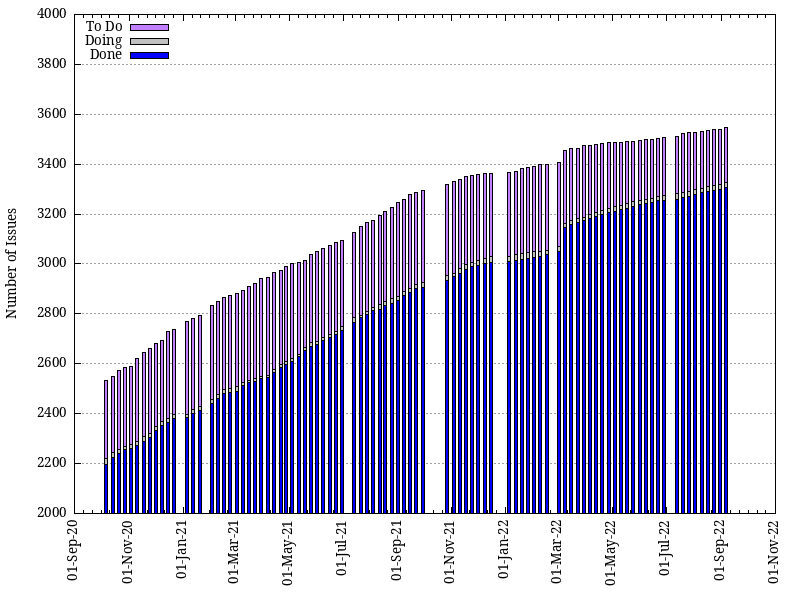 4000
3800
3600
3400
3200
3000
2800
2600
2400
2200
2000
Number of Issues
To Do
Doing
Done
01-Sep-20
01-Nov-20
01-Jan-21
01-Mar-21
01-May-21
01-Jul-21
01-Sep-21
01-Nov-21
01-Jan-22
01-Mar-22
01-May-22
01-Jul-22
01-Sep-22
01-Nov-22